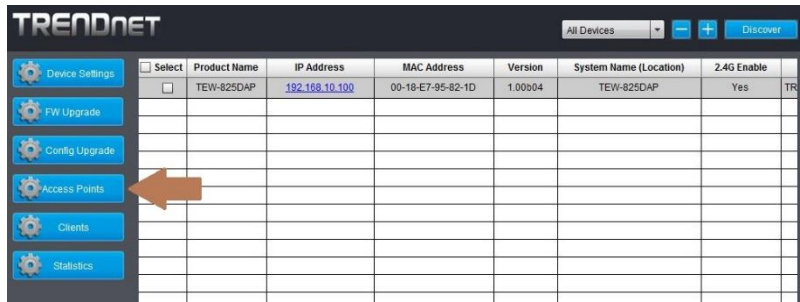 TRENDnet
All Devices - + Discover
Device Settings
FW Upgrade
Config Upgrade
Access Points
Clients
Statistics
Select Product Name IP Address MAC Address Version System Name (Location) 2.4G Enable
TEW-825DAP 192.168.10.100 00-18-E7-95-82-1D 1.00b04 TEW-825DAP Yes TR